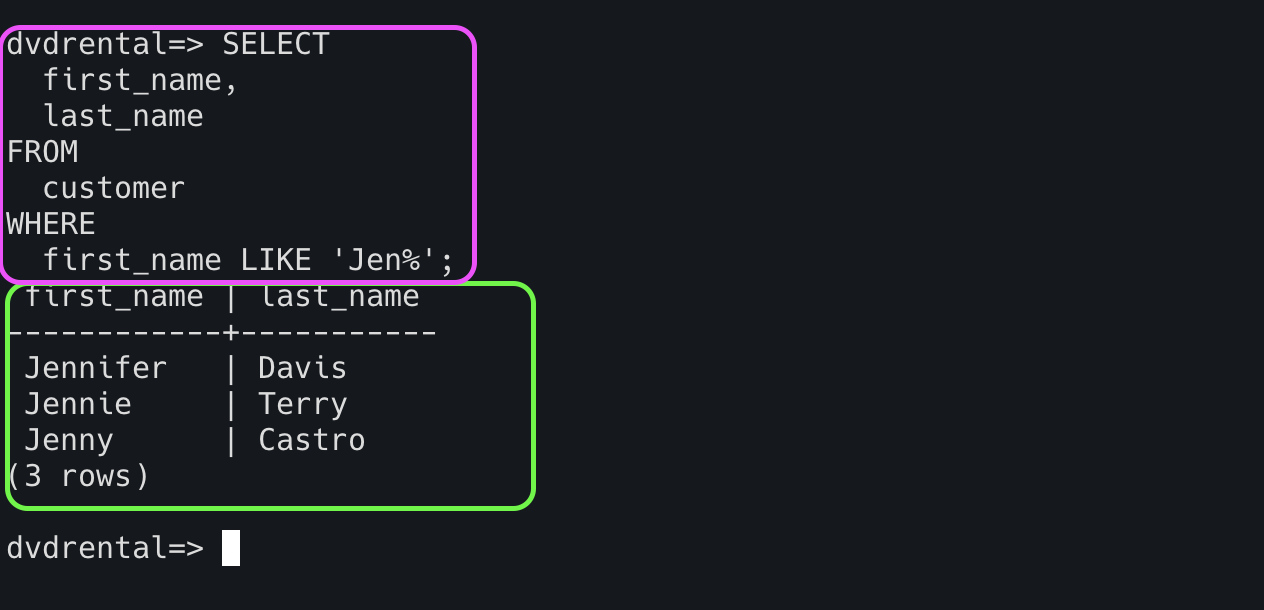 dvdrental=> SELECT
  first_name,
  last_name
FROM
  customer
WHERE
  first_name LIKE 'Jen%';
 first_name | last_name
------------+-----------
 Jennifer   | Davis
 Jennie     | Terry
 Jenny      | Castro
(3 rows)

dvdrental=>